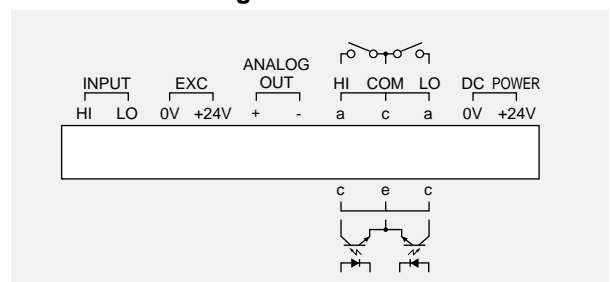 ANALOG
INPUT EXC OUT HI COM LO DC POWER
HI LO 0V +24V + - a c a 0V +24V
c e c